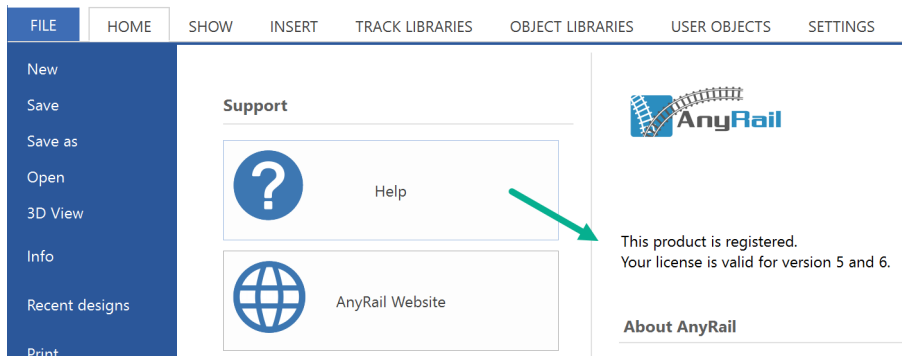 FILE HOME SHOW INSERT TRACK LIBRARIES OBJECT LIBRARIES USER OBJECTS SETTINGS
New
Save
Save as
Open
3D View
Info
Recent designs
Print
Support
Help
AnyRail Website
AnyRail
This product is registered.
Your license is valid for version 5 and 6.
About AnyRail